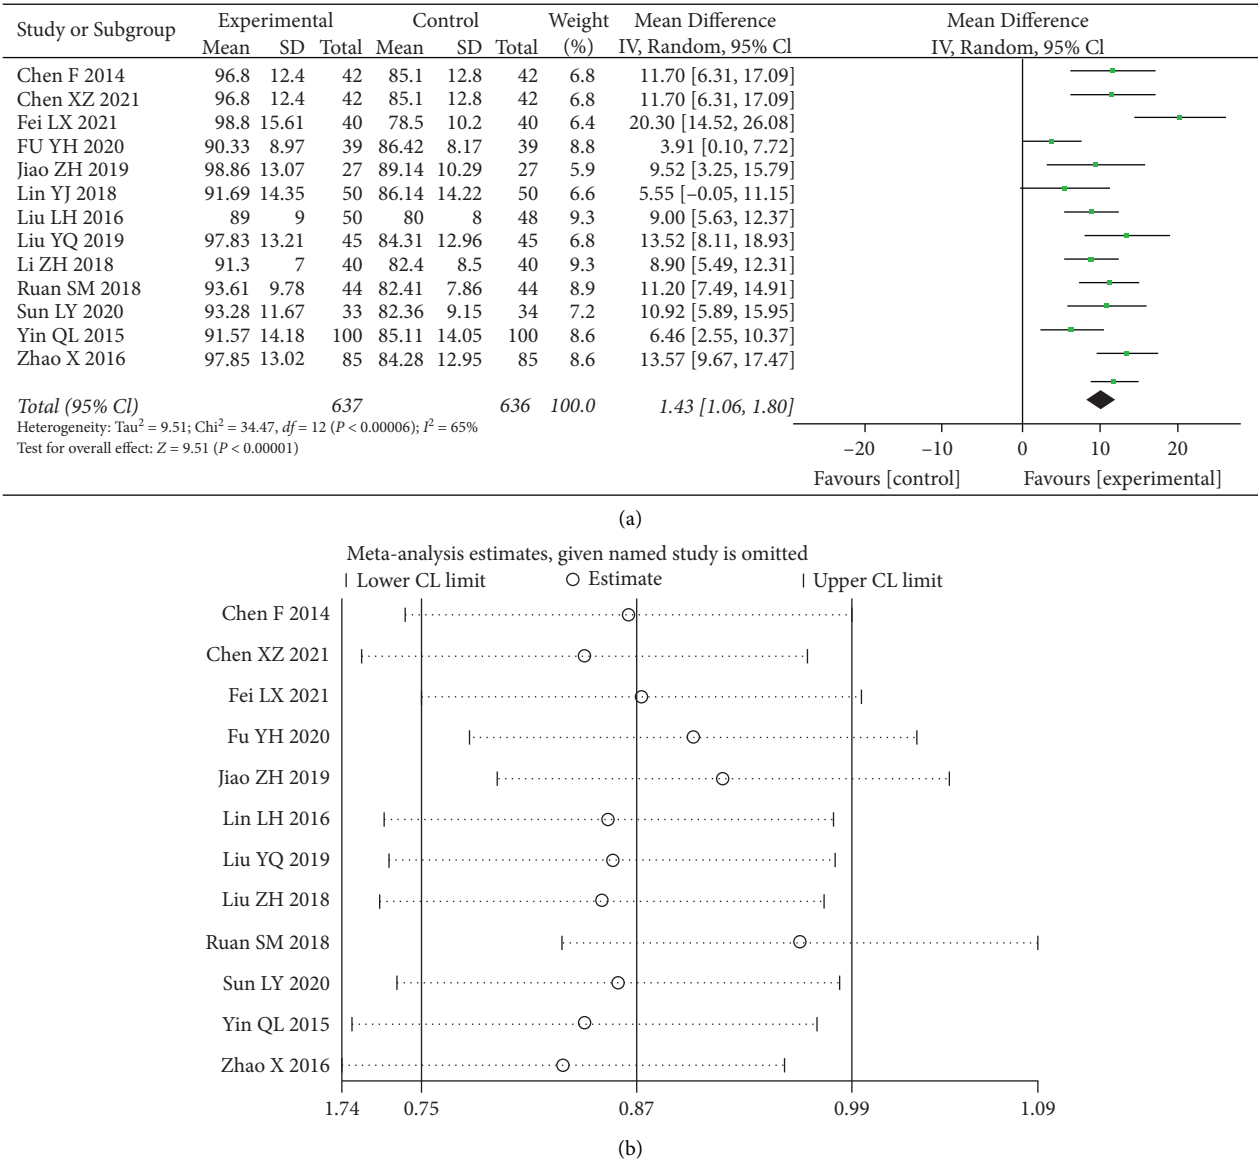 Study or Subgroup Experimental Control Weight Mean Difference Mean Difference
Mean SD Total Mean SD Total (%) IV, Random, 95% Cl IV, Random, 95% Cl
Chen F 2014 96.8 12.4 42 85.1 12.8 42 6.8 11.70 [6.31, 17.09]
Chen XZ 2021 96.8 12.4 42 85.1 12.8 42 6.8 11.70 [6.31, 17.09]
Fei LX 2021 98.8 15.61 40 78.5 10.2 40 6.4 20.30 [14.52, 26.08]
FU YH 2020 90.33 8.97 39 86.42 8.17 39 8.8 3.91 [0.10, 7.72]
Jiao ZH 2019 98.86 13.07 27 89.14 10.29 27 5.9 9.52 [3.25, 15.79]
Lin YJ 2018 91.69 14.35 50 86.14 14.22 50 6.6 5.55 [–0.05, 11.15]
Liu LH 2016 89 9 50 80 8 48 9.3 9.00 [5.63, 12.37]
Liu YQ 2019 97.83 13.21 45 84.31 12.96 45 6.8 13.52 [8.11, 18.93]
Li ZH 2018 91.3 7 40 82.4 8.5 40 9.3 8.90 [5.49, 12.31]
Ruan SM 2018 93.61 9.78 44 82.41 7.86 44 8.9 11.20 [7.49, 14.91]
Sun LY 2020 93.28 11.67 33 82.36 9.15 34 7.2 10.92 [5.89, 15.95]
Yin QL 2015 91.57 14.18 100 85.11 14.05 100 8.6 6.46 [2.55, 10.37]
Zhao X 2016 97.85 13.02 85 84.28 12.95 85 8.6 13.57 [9.67, 17.47]
Total (95% Cl) 637 636 100.0 1.43 [1.06, 1.80]
Heterogeneity: Tau² = 9.51; Chi² = 34.47, df = 12 (P < 0.00006); I² = 65%
Test for overall effect: Z = 9.51 (P < 0.00001)
–20 –10 0 10 20
Favours [control] Favours [experimental]
(a)
Meta-analysis estimates, given named study is omitted
Lower CL limit Estimate Upper CL limit
Chen F 2014
Chen XZ 2021
Fei LX 2021
Fu YH 2020
Jiao ZH 2019
Lin LH 2016
Liu YQ 2019
Liu ZH 2018
Ruan SM 2018
Sun LY 2020
Yin QL 2015
Zhao X 2016
1.74 0.75 0.87 0.99 1.09
(b)